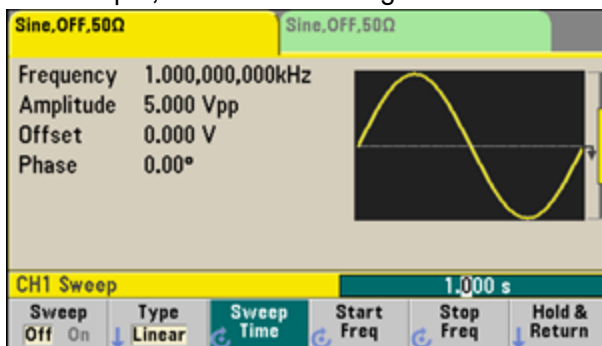 Sine,OFF,50Ω
Sine,OFF,50Ω
Frequency 1.000,000,000kHz
Amplitude 5.000 Vpp
Offset 0.000 V
Phase 0.00°
CH1 Sweep
1.000 s
Sweep Off On
Type Linear
Sweep Time
Start Freq
Stop Freq
Hold & Return